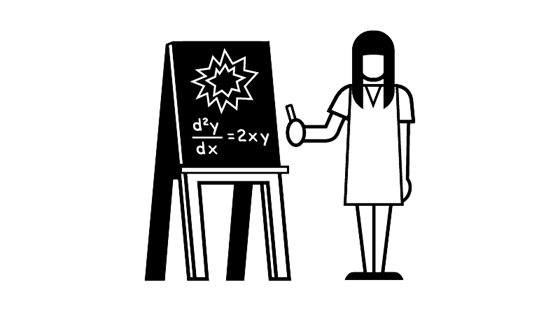 d²y
dx = 2xy